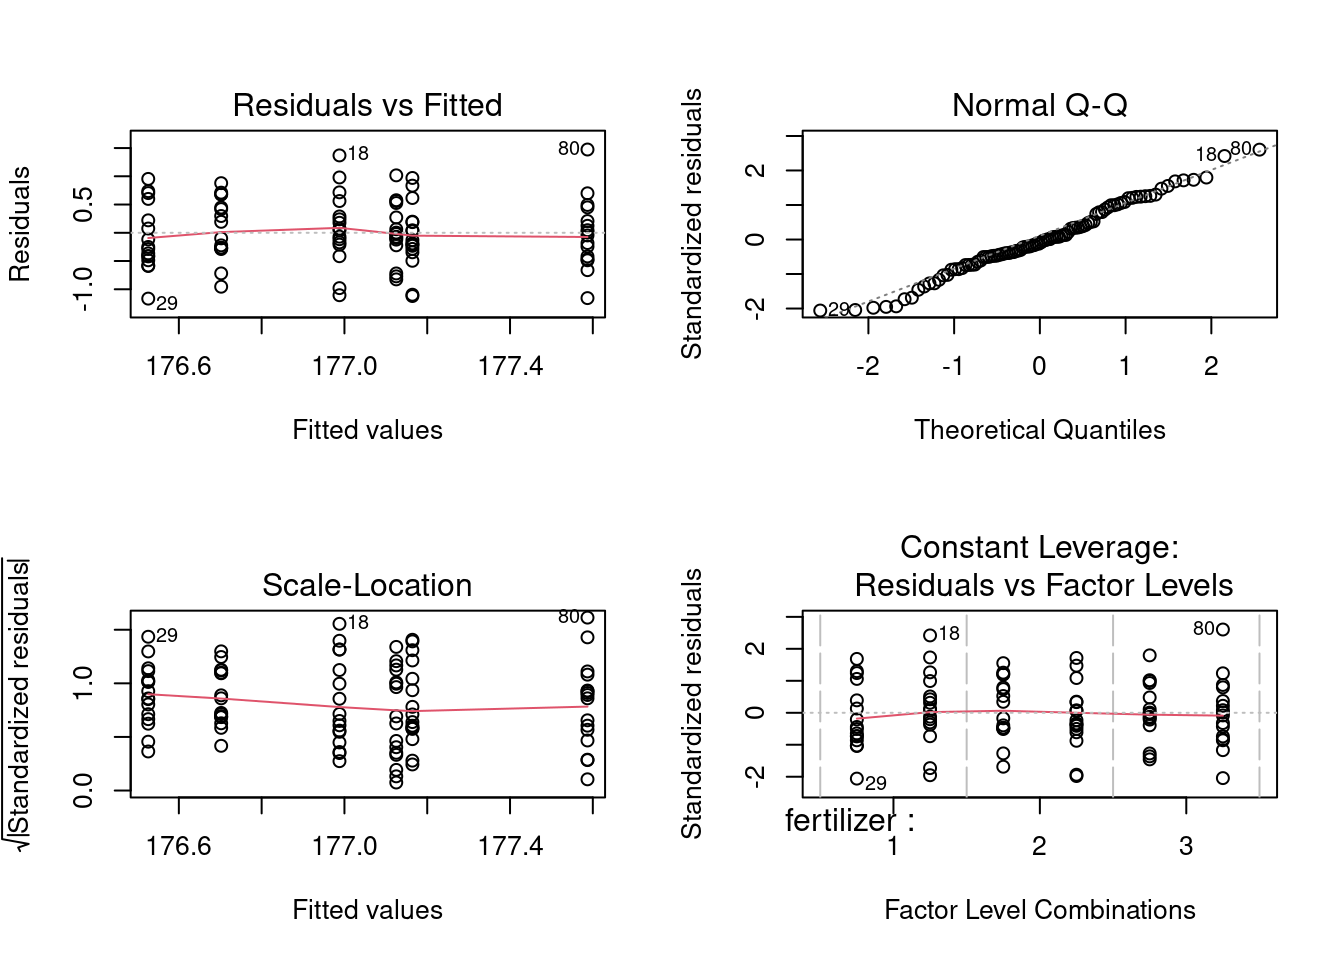 Residuals vs Fitted
Residuals
0.5
-1.0
18
80
29
176.6 177.0 177.4
Fitted values
Normal Q-Q
Standardized residuals
2
0
-2
18 80
29
-2 -1 0 1 2
Theoretical Quantiles
Scale-Location
√|Standardized residuals|
1.0
0.0
29
18
80
176.6 177.0 177.4
Fitted values
Constant Leverage:
Residuals vs Factor Levels
Standardized residuals
2
0
-2
18
80
29
fertilizer :
1 2 3
Factor Level Combinations